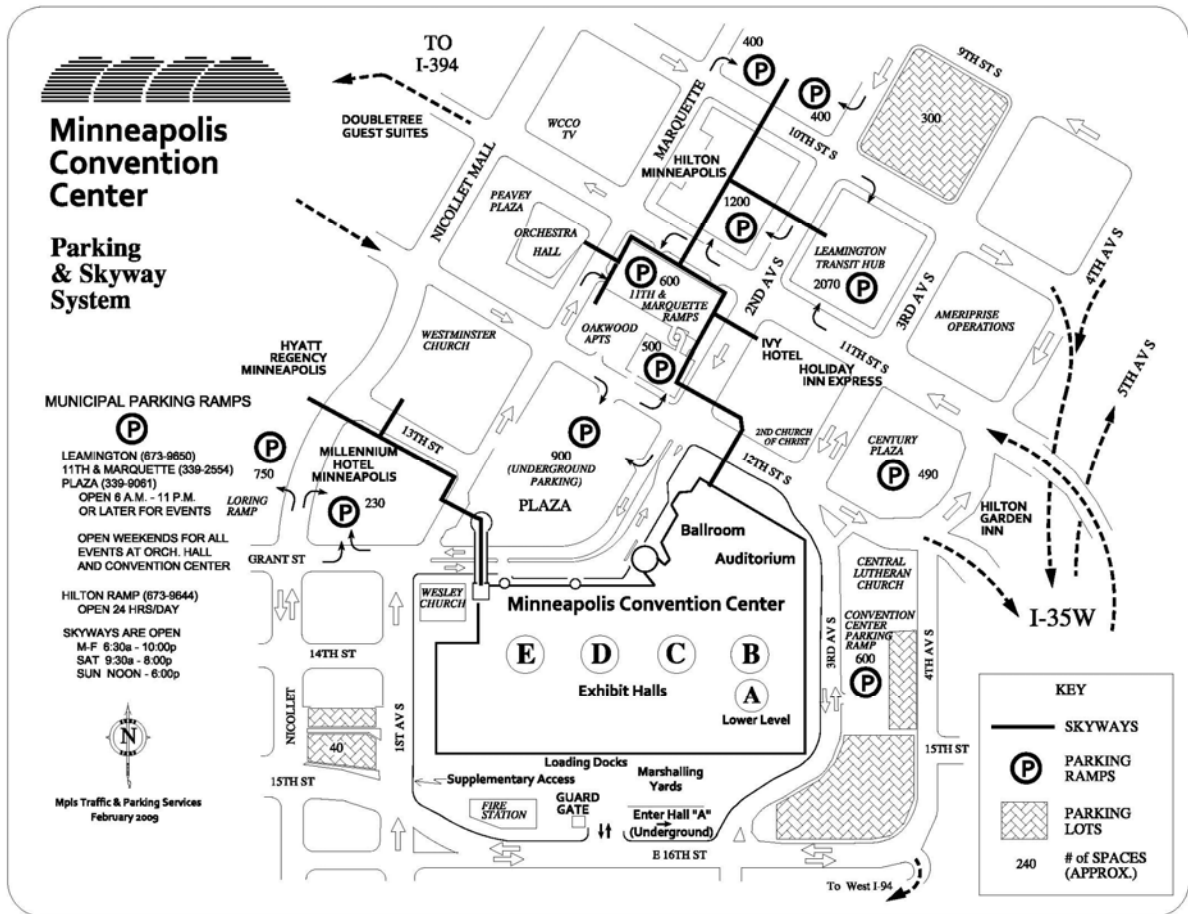 Minneapolis
Convention
Center
Parking
& Skyway
System
TO
I-394
DOUBLETREE
GUEST SUITES
NICOLLET MALL
WCCO
TV
MARQUETTE
400
P
P
400
9TH ST S
300
10TH ST S
HILTON
MINNEAPOLIS
1200
P
PEAVEY
PLAZA
ORCHESTRA
HALL
P
600
11TH &
MARQUETTE
RAMPS
2ND AV S
LEAMINGTON
TRANSIT HUB
2070
P
3RD AV S
4TH AV S
AMERIPRISE
OPERATIONS
5TH AV S
WESTMINSTER
CHURCH
OAKWOOD
APTS
500
P
IVY
HOTEL
HOLIDAY
INN EXPRESS
11TH ST S
HYATT
REGENCY
MINNEAPOLIS
13TH ST
P
900
(UNDERGROUND
PARKING)
PLAZA
2ND CHURCH
OF CHRIST
12TH ST S
CENTURY
PLAZA
P
490
HILTON
GARDEN
INN
MUNICIPAL PARKING RAMPS
P
LEAMINGTON (673-9650)
11TH & MARQUETTE (339-2554)
PLAZA (339-9061)
OPEN 6 A.M. - 11 P.M.
OR LATER FOR EVENTS
OPEN WEEKENDS FOR ALL
EVENTS AT ORCH. HALL
AND CONVENTION CENTER
HILTON RAMP (673-9644)
OPEN 24 HRS/DAY
SKYWAYS ARE OPEN
M-F 6:30a - 10:00p
SAT 9:30a - 8:00p
SUN NOON - 6:00p
N
Mpls Traffic & Parking Services
February 2009
P
750
LORING
RAMP
MILLENNIUM
HOTEL
MINNEAPOLIS
P
230
GRANT ST
WESLEY
CHURCH
Ballroom
Auditorium
Minneapolis Convention Center
E
D
C
B
A
Exhibit Halls
Lower Level
CENTRAL
LUTHERAN
CHURCH
CONVENTION
CENTER
PARKING
RAMP
600
P
3RD AV S
4TH AV S
I-35W
14TH ST
NICOLLET
40
1ST AV S
15TH ST
15TH ST
Loading Docks
Supplementary Access
Marshalling
Yards
FIRE
STATION
GUARD
GATE
Enter Hall "A"
(Underground)
E 16TH ST
To West I-94
KEY
SKYWAYS
P
PARKING
RAMPS
PARKING
LOTS
240
# of SPACES
(APPROX.)